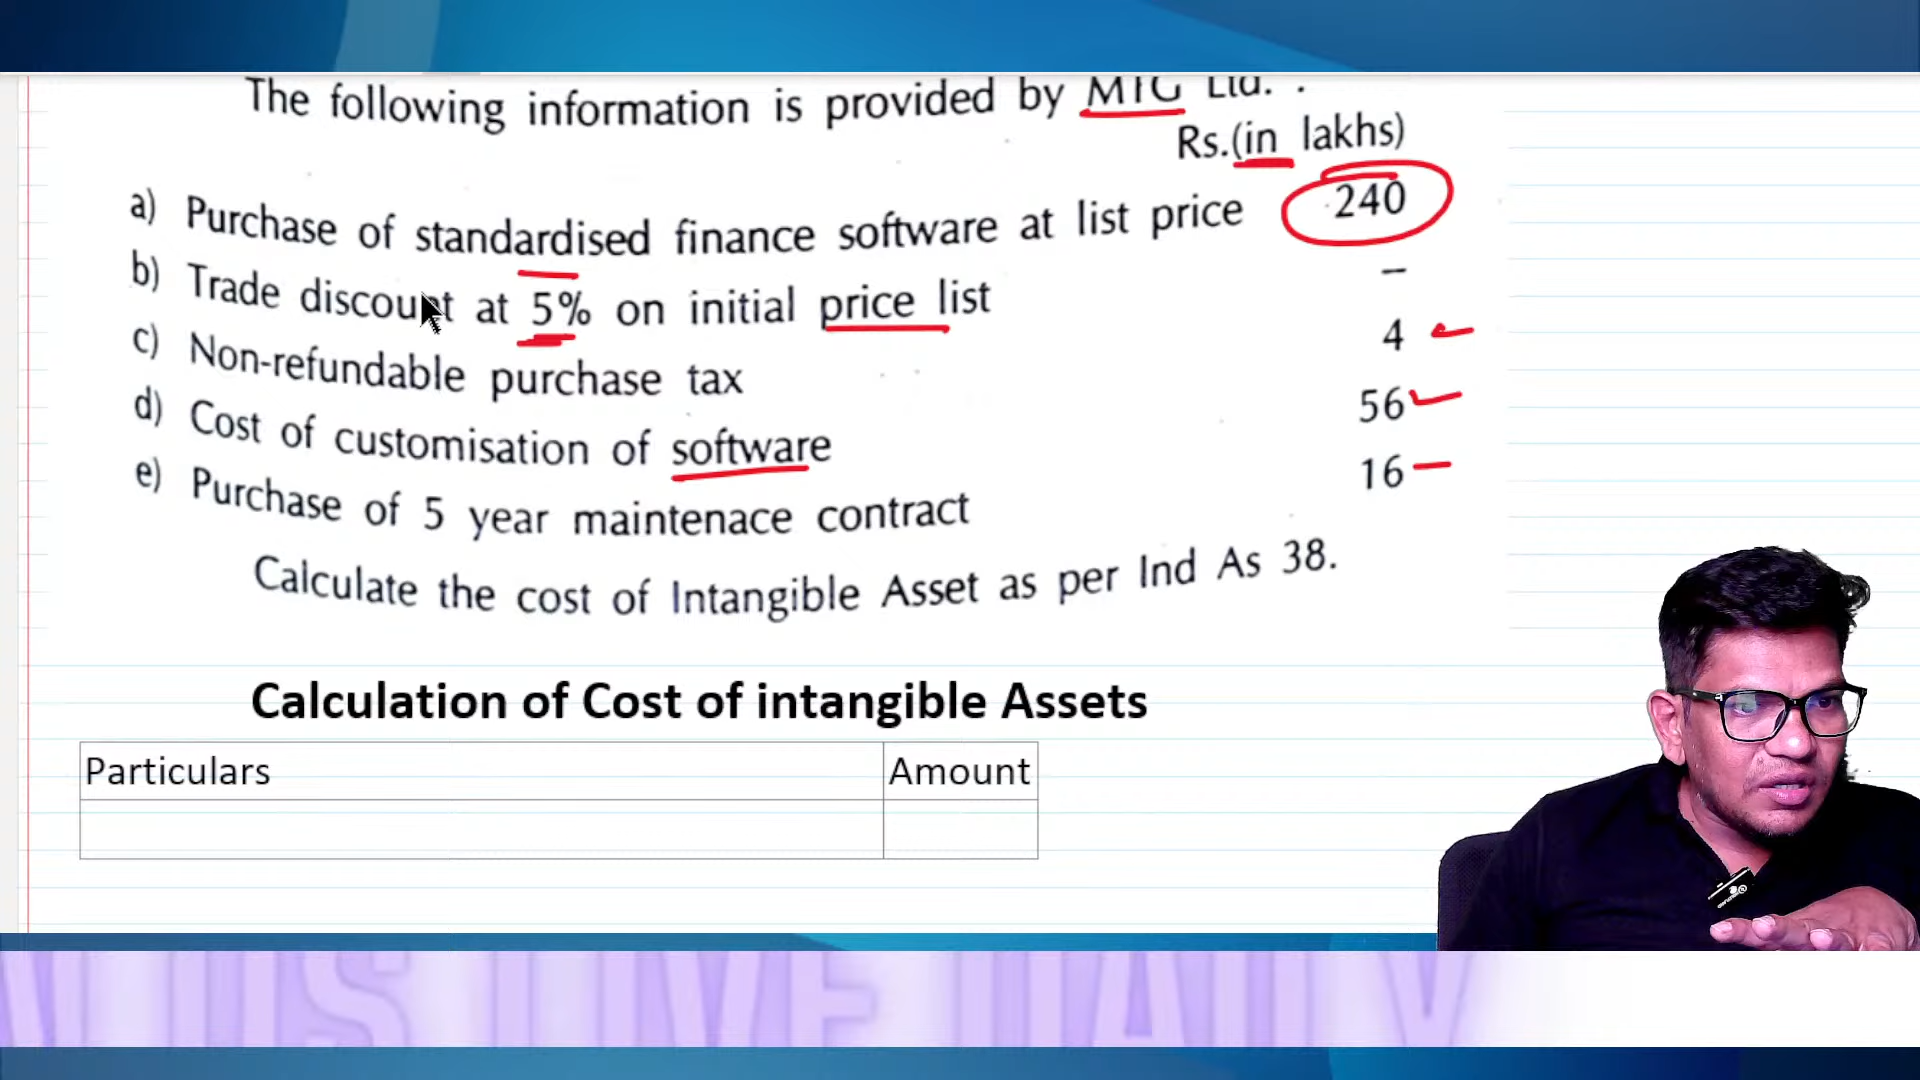 The following information is provided by MTG Ltd. :
Rs.(in lakhs)
a) Purchase of standardised finance software at list price 240
b) Trade discount at 5% on initial price list –
c) Non-refundable purchase tax 4
d) Cost of customisation of software 56
e) Purchase of 5 year maintenace contract 16
Calculate the cost of Intangible Asset as per Ind As 38.
Calculation of Cost of intangible Assets
Particulars Amount